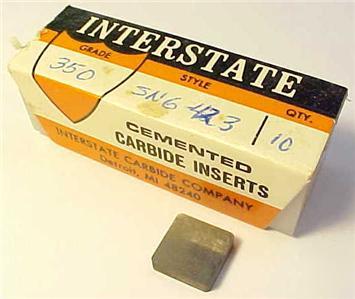 INTERSTATE
GRADE STYLE QTY.
350 SNG 423 10
CEMENTED
CARBIDE INSERTS
INTERSTATE CARBIDE COMPANY
Detroit, MI 48240